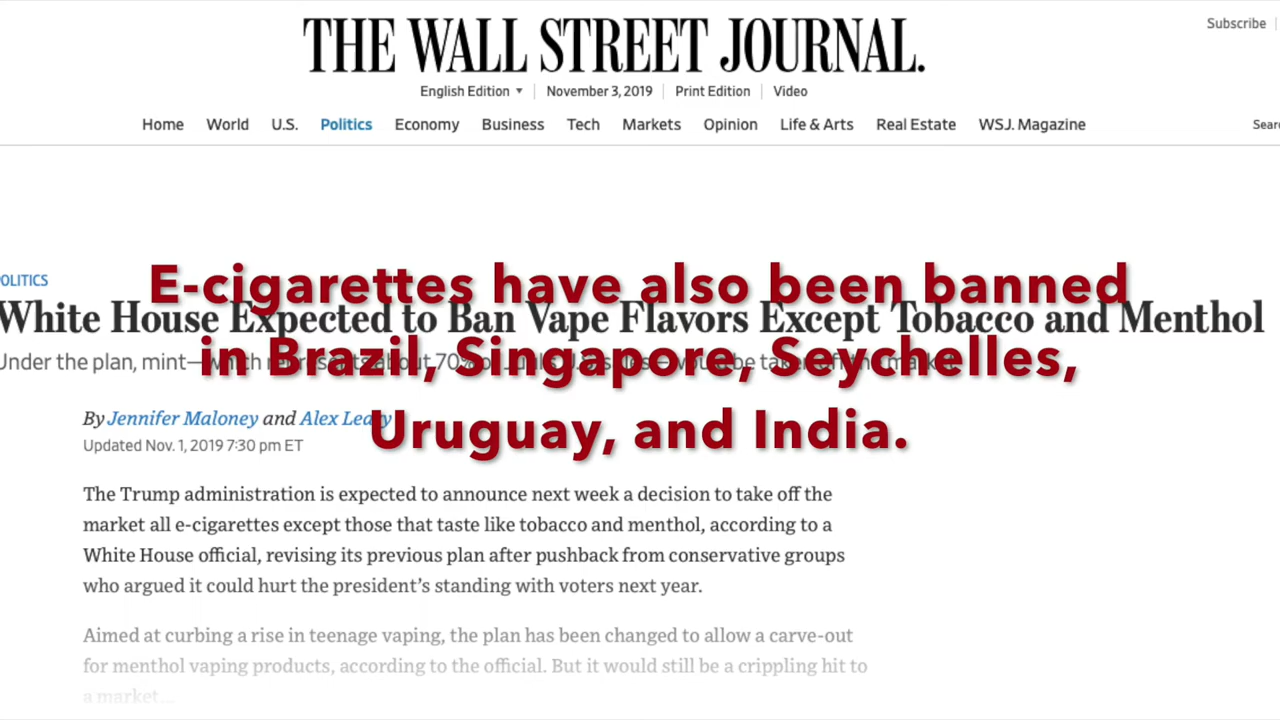 THE WALL STREET JOURNAL.
Subscribe
English Edition
November 3, 2019
Print Edition
Video
Home
World
U.S.
Politics
Economy
Business
Tech
Markets
Opinion
Life & Arts
Real Estate
WSJ. Magazine
E-cigarettes have also been banned
in Brazil, Singapore, Seychelles,
Uruguay, and India.
White House Expected to Ban Vape Flavors Except Tobacco and Menthol
Under the plan, mint— about 70%
By Jennifer Maloney and Alex
Updated Nov. 1, 2019 7:30 pm ET
The Trump administration is expected to announce next week a decision to take off the
market all e-cigarettes except those that taste like tobacco and menthol, according to a
White House official, revising its previous plan after pushback from conservative groups
who argued it could hurt the president's standing with voters next year.
Aimed at curbing a rise in teenage vaping, the plan has been changed to allow a carve-out
for menthol vaping products, according to the official. But it would still be a crippling hit to
a market...